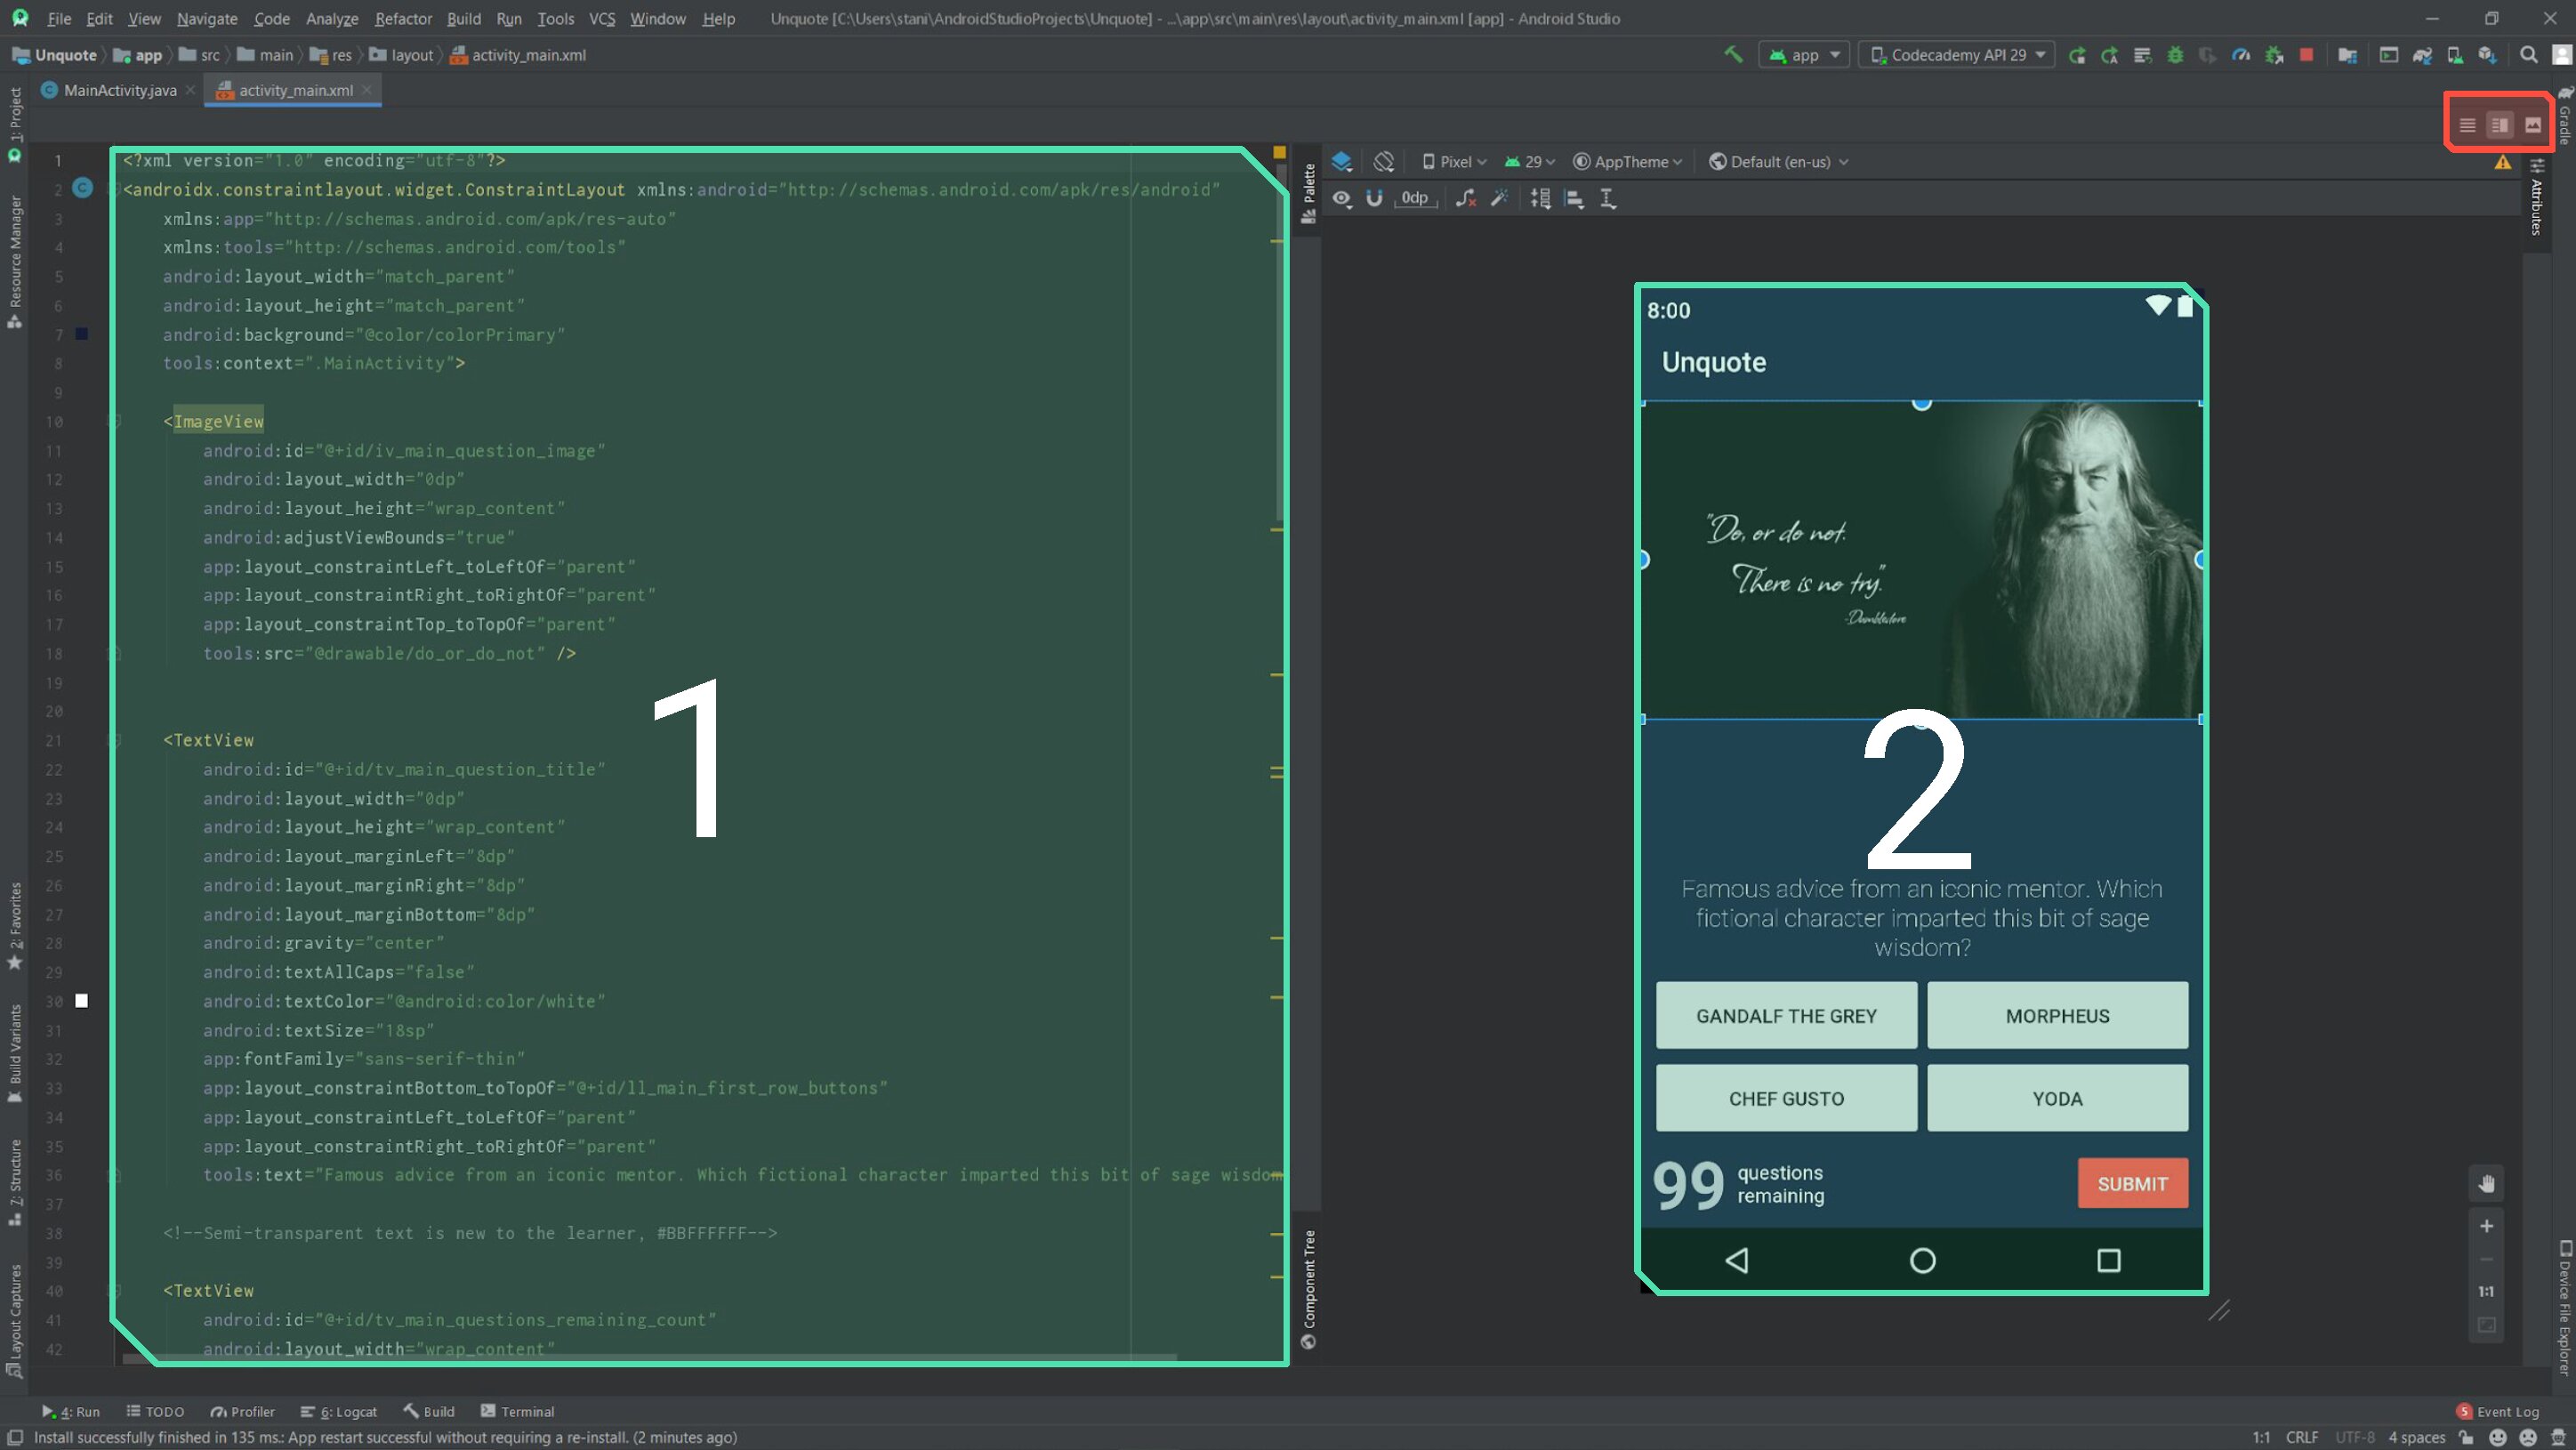 File Edit View Navigate Code Analyze Refactor Build Run Tools VCS Window Help Unquote [C:\Users\stani\AndroidStudioProjects\Unquote] - ...\app\src\main\res\layout\activity_main.xml [app] - Android Studio
Unquote app src main res layout activity_main.xml app Codecademy API 29
MainActivity.java activity_main.xml
1: Project
Resource Manager
2: Favorites
Build Variants
7: Structure
Layout Captures
1 <?xml version="1.0" encoding="utf-8"?>
2 <androidx.constraintlayout.widget.ConstraintLayout xmlns:android="http://schemas.android.com/apk/res/android"
3 xmlns:app="http://schemas.android.com/apk/res-auto"
4 xmlns:tools="http://schemas.android.com/tools"
5 android:layout_width="match_parent"
6 android:layout_height="match_parent"
7 android:background="@color/colorPrimary"
8 tools:context=".MainActivity">
9
10 <ImageView
11 android:id="@+id/iv_main_question_image"
12 android:layout_width="0dp"
13 android:layout_height="wrap_content"
14 android:adjustViewBounds="true"
15 app:layout_constraintLeft_toLeftOf="parent"
16 app:layout_constraintRight_toRightOf="parent"
17 app:layout_constraintTop_toTopOf="parent"
18 tools:src="@drawable/do_or_do_not" />
19
20
21 <TextView
22 android:id="@+id/tv_main_question_title"
23 android:layout_width="0dp"
24 android:layout_height="wrap_content"
25 android:layout_marginLeft="8dp"
26 android:layout_marginRight="8dp"
27 android:layout_marginBottom="8dp"
28 android:gravity="center"
29 android:textAllCaps="false"
30 android:textColor="@android:color/white"
31 android:textSize="18sp"
32 app:fontFamily="sans-serif-thin"
33 app:layout_constraintBottom_toTopOf="@+id/ll_main_first_row_buttons"
34 app:layout_constraintLeft_toLeftOf="parent"
35 app:layout_constraintRight_toRightOf="parent"
36 tools:text="Famous advice from an iconic mentor. Which fictional character imparted this bit of sage wisdom
37
38 <!--Semi-transparent text is new to the learner, #BBFFFFFF-->
39
40 <TextView
41 android:id="@+id/tv_main_questions_remaining_count"
42 android:layout_width="wrap_content"
1
Palette
Component Tree
Pixel 29 AppTheme Default (en-us)
0dp
8:00
Unquote
"Do, or do not.
There is no try."
-Dumbledore
2
Famous advice from an iconic mentor. Which
fictional character imparted this bit of sage
wisdom?
GANDALF THE GREY MORPHEUS
CHEF GUSTO YODA
99 questions
remaining
SUBMIT
1:1
Gradle
Attributes
Device File Explorer
4: Run TODO Profiler 6: Logcat Build Terminal 5 Event Log
Install successfully finished in 135 ms.: App restart successful without requiring a re-install. (2 minutes ago) 1:1 CRLF UTF-8 4 spaces